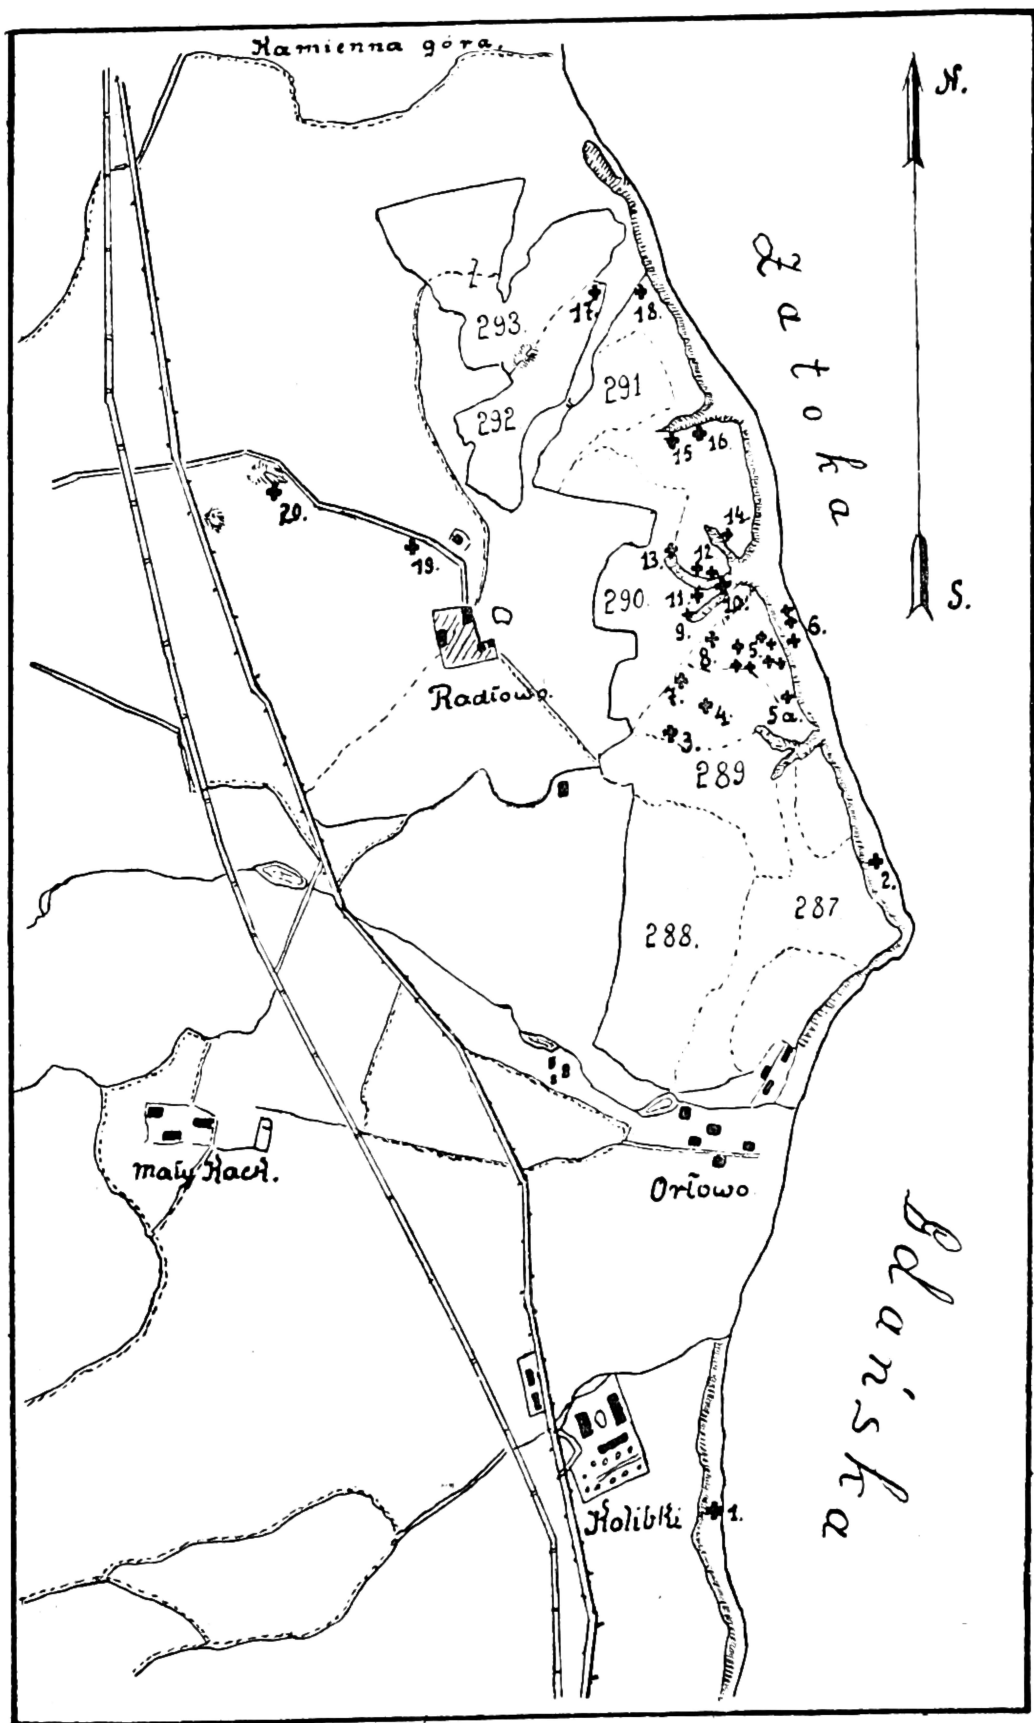 Kamienna góra.
N.
Zatoka
Z
293.
17.
18.
291
292
15
16.
20.
14.
19.
13.
12
290.
11.
10.
9.
6.
8.
5.
Radłowo.
7.
4.
5a.
3.
289
2.
287
288.
S.
Mały Kack.
Orłowo
Gdańska
Kolibki
1.